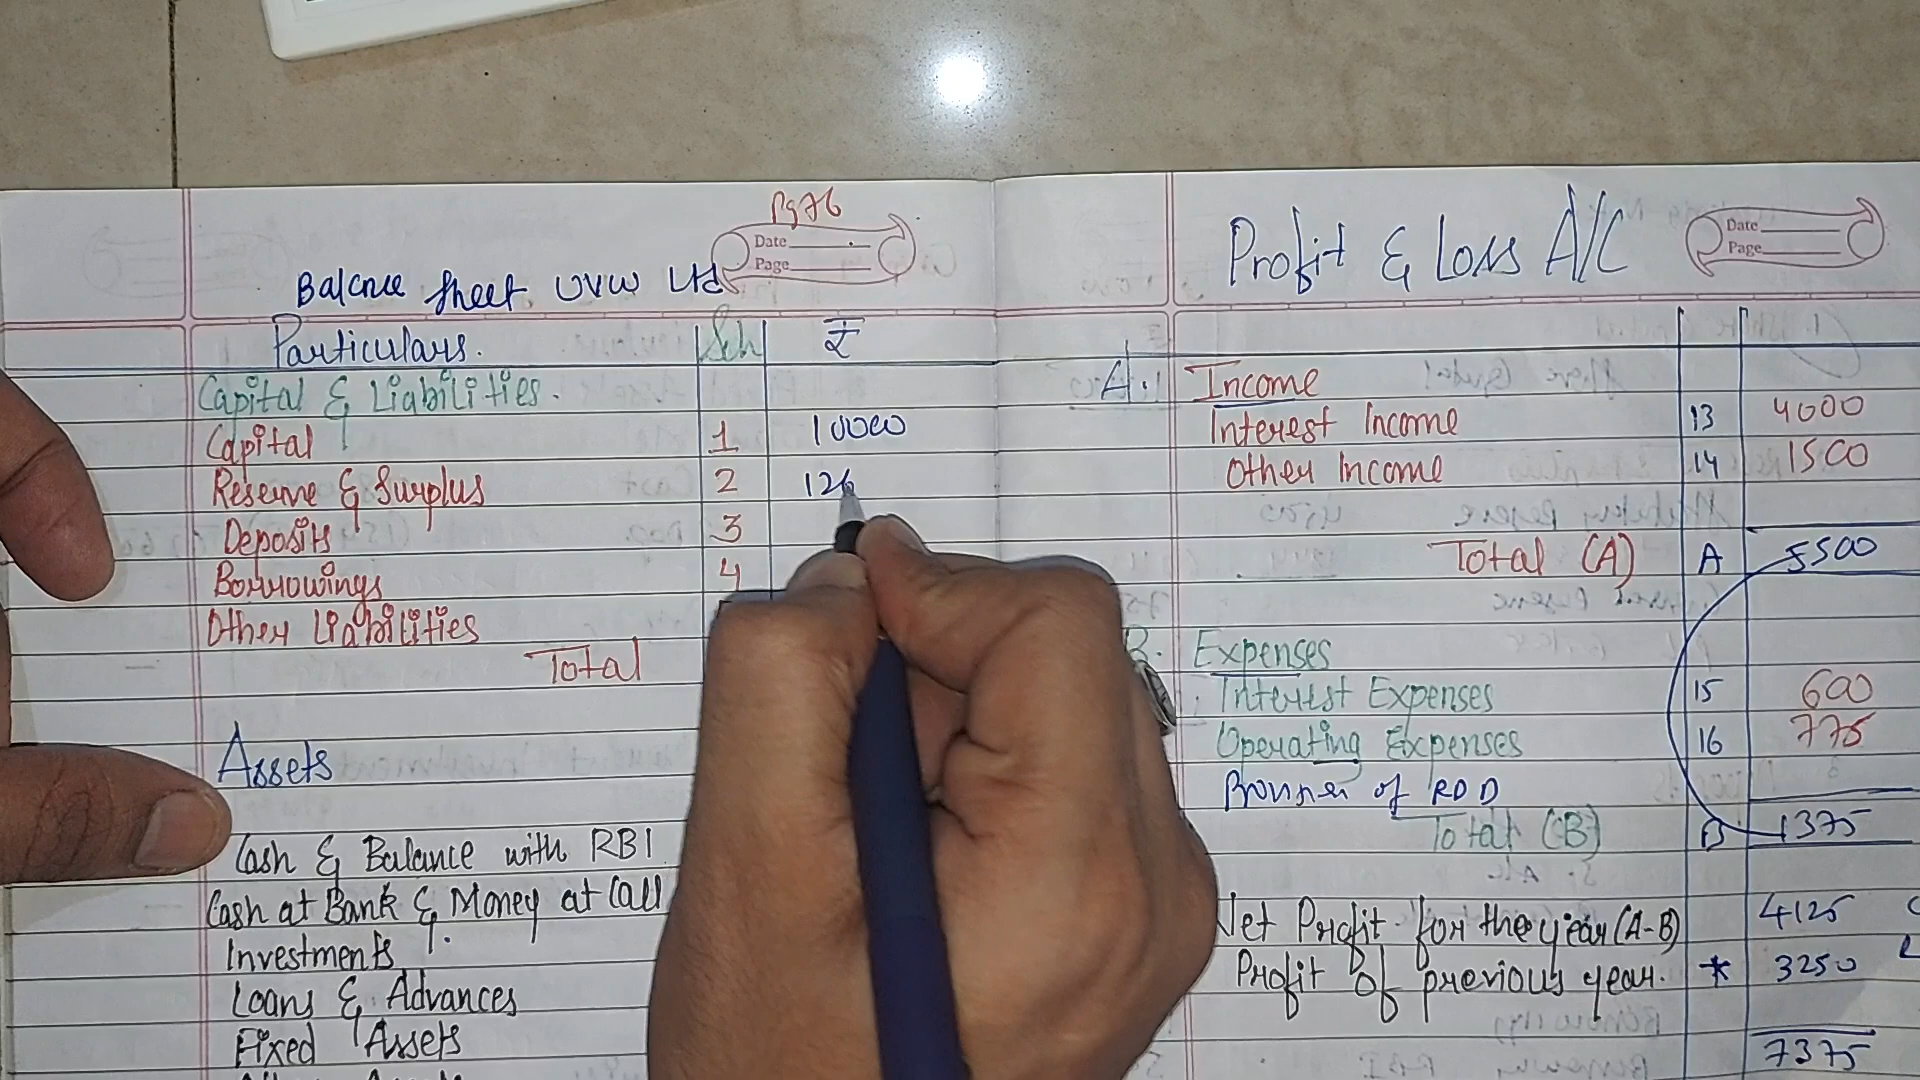 Pg 76
Date
Page
Balance Sheet UVW Ltd
Particulars. Sch ₹
Capital & Liabilities.
Capital 1 10000
Reserve & Surplus 2 126
Deposits 3
Borrowings 4
Other Liabilities
Total
Assets
Cash & Balance with RBI
Cash at Bank & Money at Call
Investments
Loans & Advances
Fixed Assets
Profit & Loss A/C
Date
Page
A. Income
Interest Income 13 4000
Other Income 14 1500
Total (A) A 5500
B. Expenses
Interest Expenses 15 600
Operating Expenses 16 775
of RDD
Total (B) B 1375
Net Profit for the year (A-B) 4125
Profit of previous year. * 3250
7375